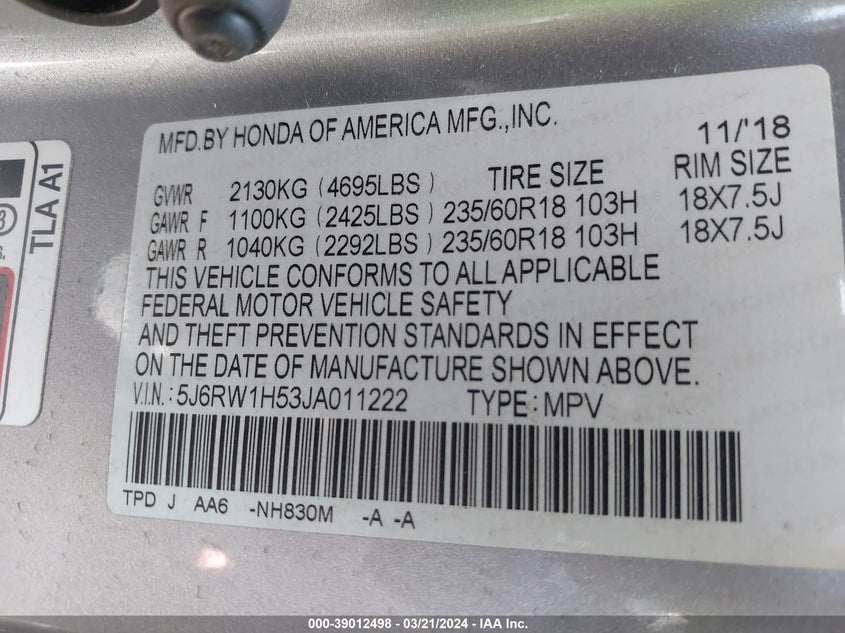 MFD.BY HONDA OF AMERICA MFG.,INC. 11/'18
GVWR 2130KG (4695LBS) TIRE SIZE RIM SIZE
GAWR F 1100KG (2425LBS) 235/60R18 103H 18X7.5J
GAWR R 1040KG (2292LBS) 235/60R18 103H 18X7.5J
THIS VEHICLE CONFORMS TO ALL APPLICABLE
FEDERAL MOTOR VEHICLE SAFETY
AND THEFT PREVENTION STANDARDS IN EFFECT
ON THE DATE OF MANUFACTURE SHOWN ABOVE.
V.I.N.: 5J6RW1H53JA011222 TYPE: MPV
TPD J AA6 -NH830M -A -A
TLA A1
000-39012498 - 03/21/2024 - IAA Inc.